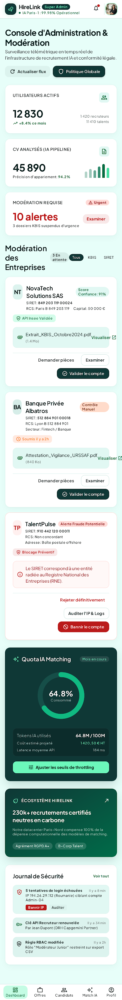 HireLink Super Admin
IA Paris-1 : 99.98% Opérationnel
Console d'Administration &
Modération
Surveillance télémétrique en temps réel de
l'infrastructure de recrutement IA et conformité légale.
Actualiser flux
Politique Globale
UTILISATEURS ACTIFS
12 830
+8.4% ce mois
1 420 recruteurs
11 410 talents
CV ANALYSÉS (IA PIPELINE)
45 890
Précision d'appariement: 94.2%
MODÉRATION REQUISE
Urgent
10 alertes
3 dossiers KBIS suspendus d'urgence
Examiner
Modération
des
Entreprises
3 En
attente
Tous
KBIS
SIRET
NT
NovaTech
Solutions SAS
Score
Confiance: 91%
SIRET: 849 203 119 00024
RCS: Paris B 849 203 119 Capital: 50 000 €
API Insee Validée
Extrait_KBIS_Octobre2024.pdf
(1.4 Mo)
Visualiser
Demander pièces
Examiner
Valider le compte
BA
Banque Privée
Albatros
Contrôle
Manuel
SIRET: 512 884 901 00018
RCS: Lyon B 512 884 901
Secteur: Fintech / Banque
Soumis il y a 2h
Attestation_Vigilance_URSSAF.pdf
(840 Ko)
Visualiser
Demander pièces
Examiner
Valider le compte
TP
TalentPulse
Alerte Fraude Potentielle
SIRET: 910 442 120 00011
RCS: Non concordant
Adresse: Boîte postale offshore
Blocage Préventif
Le SIRET correspond à une entité
radiée au Registre National des
Entreprises (RNE).
Rejeter définitivement
Auditer l'IP & Logs
Bannir le compte
Quota IA Matching
Mois en cours
64.8%
Consommé
Tokens IA utilisés 64.8M / 100M
Coût estimé projeté 1 420,50 € HT
Latence moyenne API 184 ms
Ajuster les seuils de throttling
ÉCOSYSTÈME HIRELINK
230k+ recrutements certifiés
neutres en carbone
Notre datacenter Paris-Nord compense 100% de la
dépense computationnelle des modèles de matching.
Agrément RGPD A+
B-Corp Talent
Journal de Sécurité
Voir tout
5 tentatives de login échouées Il y a 8 min
IP 194.26.29.112 (Roumanie) ciblant compte
Admin-04
Bannir IP
Auditer
Clé API Recruteur renouvelée Il y a 34 min
Par Jean Dupont (DRH Capgemini Partner)
Règle RBAC modifiée Il y a 2h
Rôle "Modérateur Junior" restreint sur export
CSV
Dashboard
Offres
Candidats
Match IA
Profil